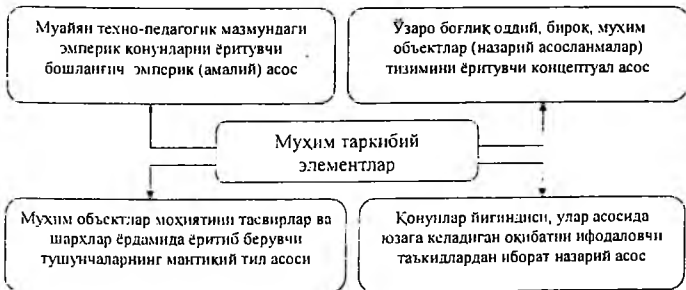 Муайян техно-педагогик мазмундаги
эмперик қонунларни ёритувчи
бошланғич эмперик (амалий) асос
Ўзаро боғлиқ оддий, бироқ, муҳим
объектлар (назарий асосланмалар)
тизимини ёритувчи концептуал асос
Муҳим таркибий
элементлар
Муҳим объектлар моҳиятини тасвирлар ва
шарҳлар ёрдамида ёритиб берувчи
тушунчаларнинг мантиқий тил асоси
Қонунлар йиғиндиси, улар асосида
юзага келадиган оқибатни ифодаловчи
таъкидлардан иборат назарий асос